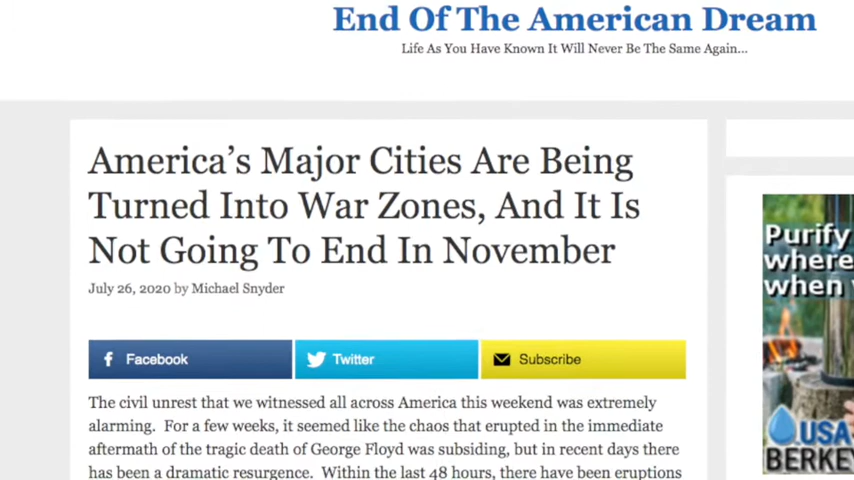 End Of The American Dream
Life As You Have Known It Will Never Be The Same Again...
America's Major Cities Are Being
Turned Into War Zones, And It Is
Not Going To End In November
July 26, 2020 by Michael Snyder
Facebook
Twitter
Subscribe
The civil unrest that we witnessed all across America this weekend was extremely
alarming. For a few weeks, it seemed like the chaos that erupted in the immediate
aftermath of the tragic death of George Floyd was subsiding, but in recent days there
has been a dramatic resurgence. Within the last 48 hours, there have been eruptions
Purify
where
when
USA
BERKEY